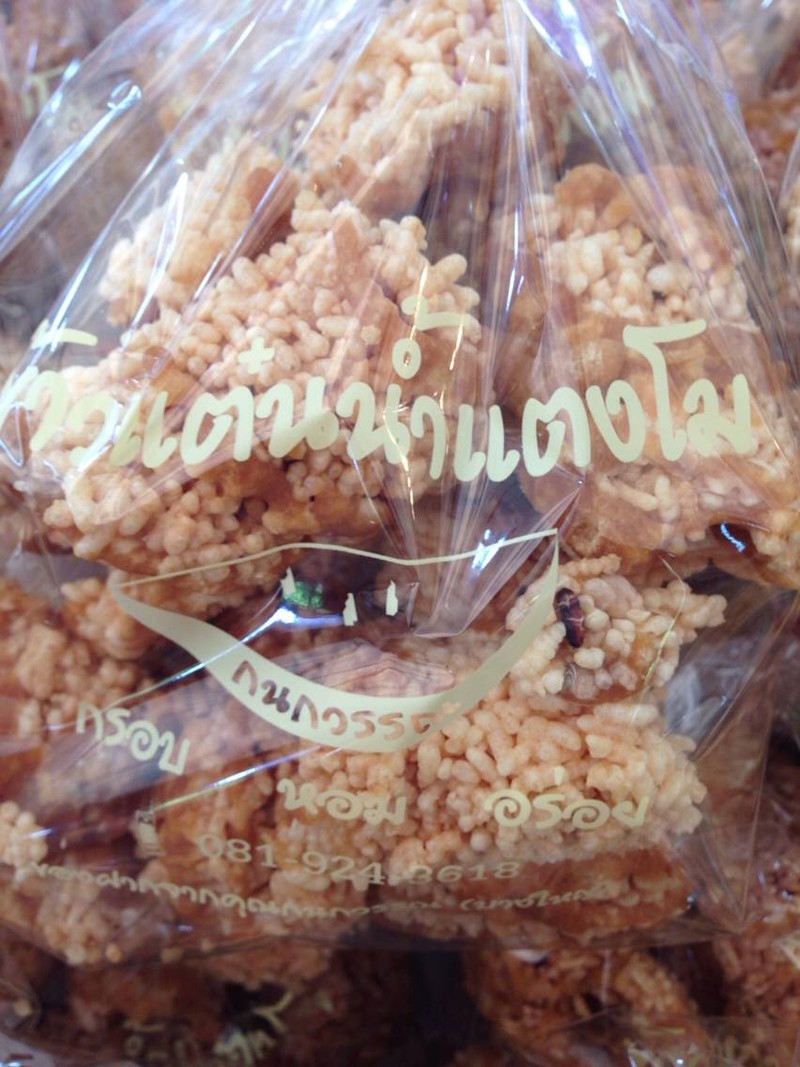 ข้าวแต๋นน้ำแตงโม
กนกวรรณ
กรอบ
หอม อร่อย
081-924-3618